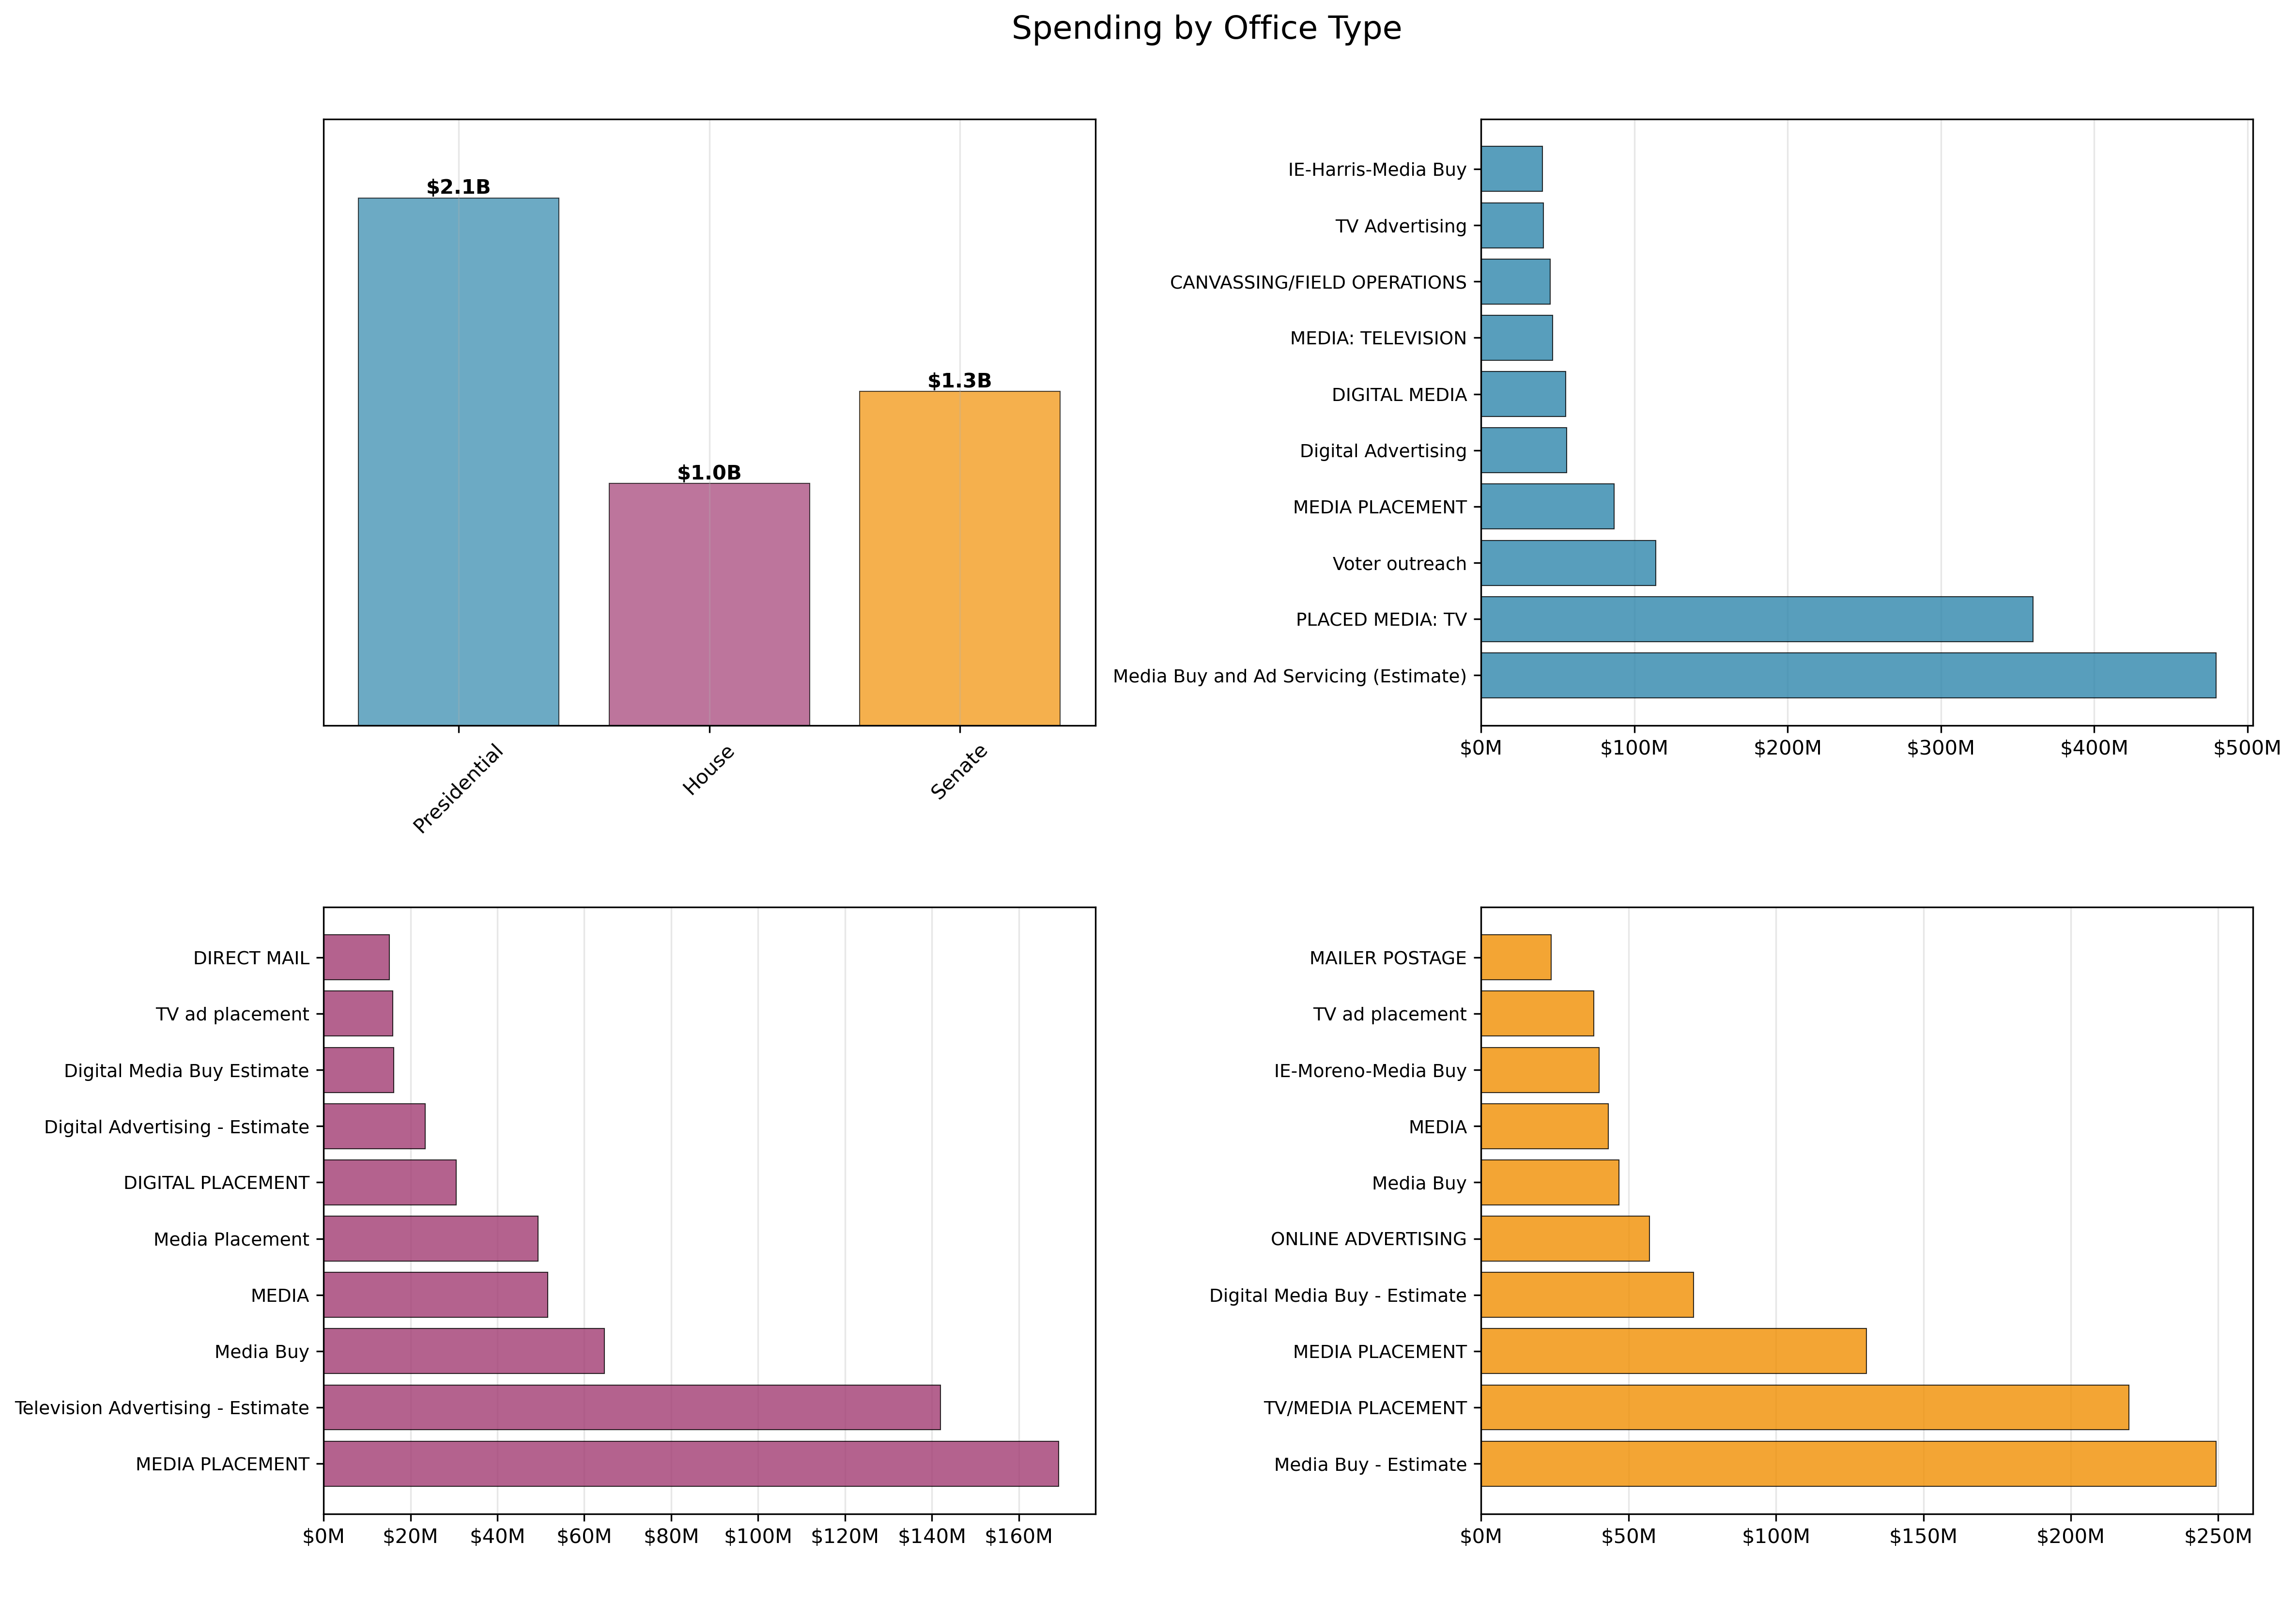 Spending by Office Type
$2.1B
$1.0B
$1.3B
Presidential
House
Senate
IE-Harris-Media Buy
TV Advertising
CANVASSING/FIELD OPERATIONS
MEDIA: TELEVISION
DIGITAL MEDIA
Digital Advertising
MEDIA PLACEMENT
Voter outreach
PLACED MEDIA: TV
Media Buy and Ad Servicing (Estimate)
$0M $100M $200M $300M $400M $500M
DIRECT MAIL
TV ad placement
Digital Media Buy Estimate
Digital Advertising - Estimate
DIGITAL PLACEMENT
Media Placement
MEDIA
Media Buy
Television Advertising - Estimate
MEDIA PLACEMENT
$0M $20M $40M $60M $80M $100M $120M $140M $160M
MAILER POSTAGE
TV ad placement
IE-Moreno-Media Buy
MEDIA
Media Buy
ONLINE ADVERTISING
Digital Media Buy - Estimate
MEDIA PLACEMENT
TV/MEDIA PLACEMENT
Media Buy - Estimate
$0M $50M $100M $150M $200M $250M